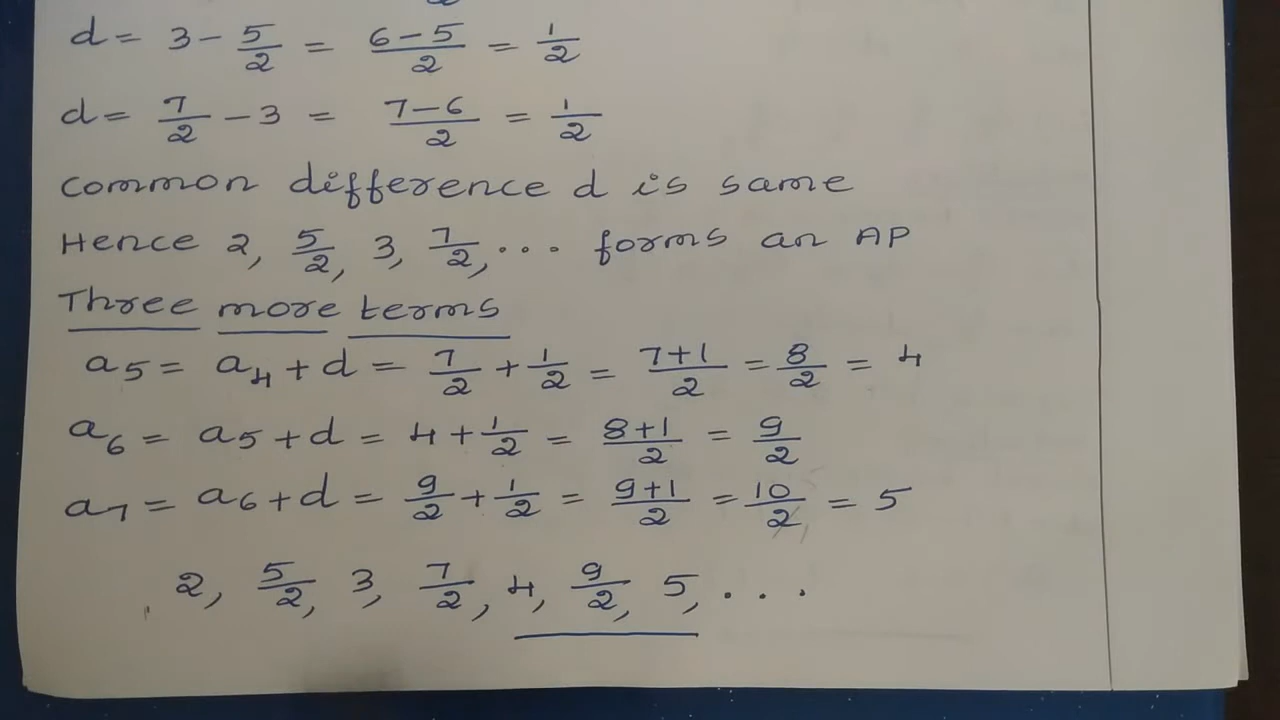 d = 3 - 5/2 = 6-5/2 = 1/2
d = 7/2 - 3 = 7-6/2 = 1/2
common difference d is same
Hence 2, 5/2, 3, 7/2, ... forms an AP
Three more terms
a5 = a4 + d = 7/2 + 1/2 = 7+1/2 = 8/2 = 4
a6 = a5 + d = 4 + 1/2 = 8+1/2 = 9/2
a7 = a6 + d = 9/2 + 1/2 = 9+1/2 = 10/2 = 5
2, 5/2, 3, 7/2, 4, 9/2, 5, ...